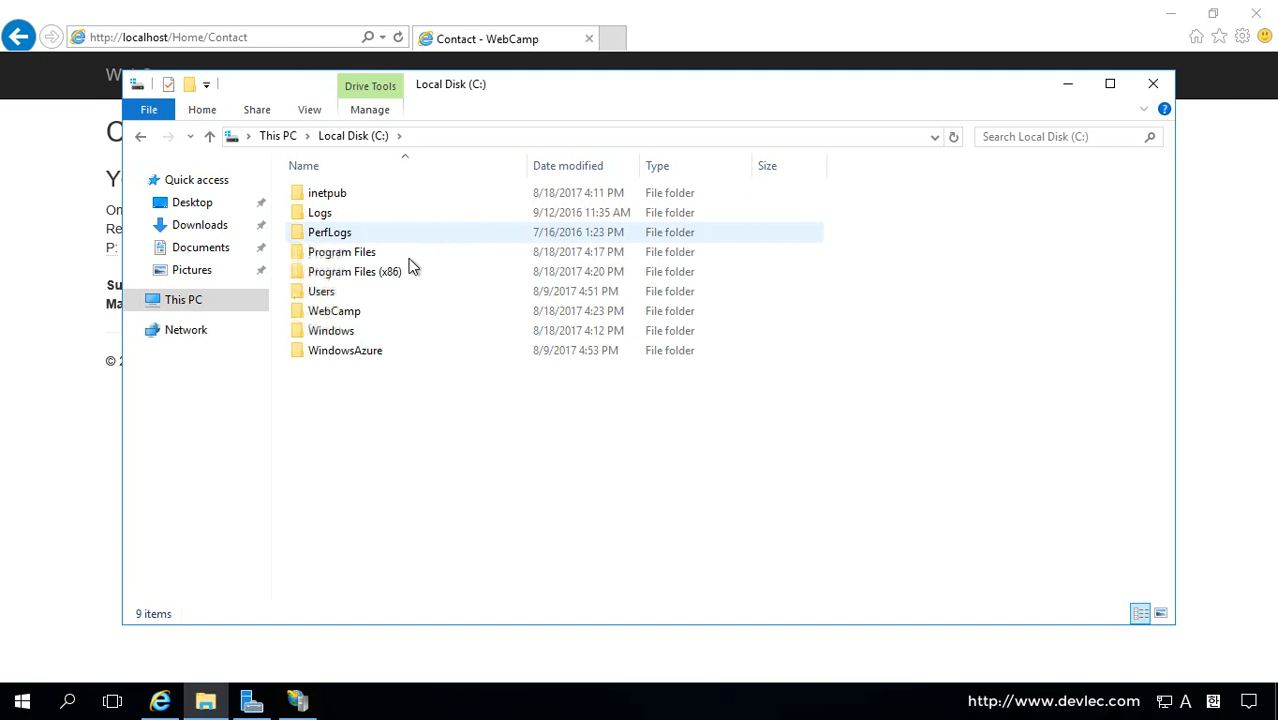 http://localhost/Home/Contact
Contact - WebCamp
Drive Tools
Local Disk (C:)
File
Home
Share
View
Manage
This PC
Local Disk (C:)
Search Local Disk (C:)
Name
Date modified
Type
Size
Quick access
Desktop
Downloads
Documents
Pictures
This PC
Network
inetpub 8/18/2017 4:11 PM File folder
Logs 9/12/2016 11:35 AM File folder
PerfLogs 7/16/2016 1:23 PM File folder
Program Files 8/18/2017 4:17 PM File folder
Program Files (x86) 8/18/2017 4:20 PM File folder
Users 8/9/2017 4:51 PM File folder
WebCamp 8/18/2017 4:23 PM File folder
Windows 8/18/2017 4:12 PM File folder
WindowsAzure 8/9/2017 4:53 PM File folder
P:
9 items
http://www.devlec.com
A